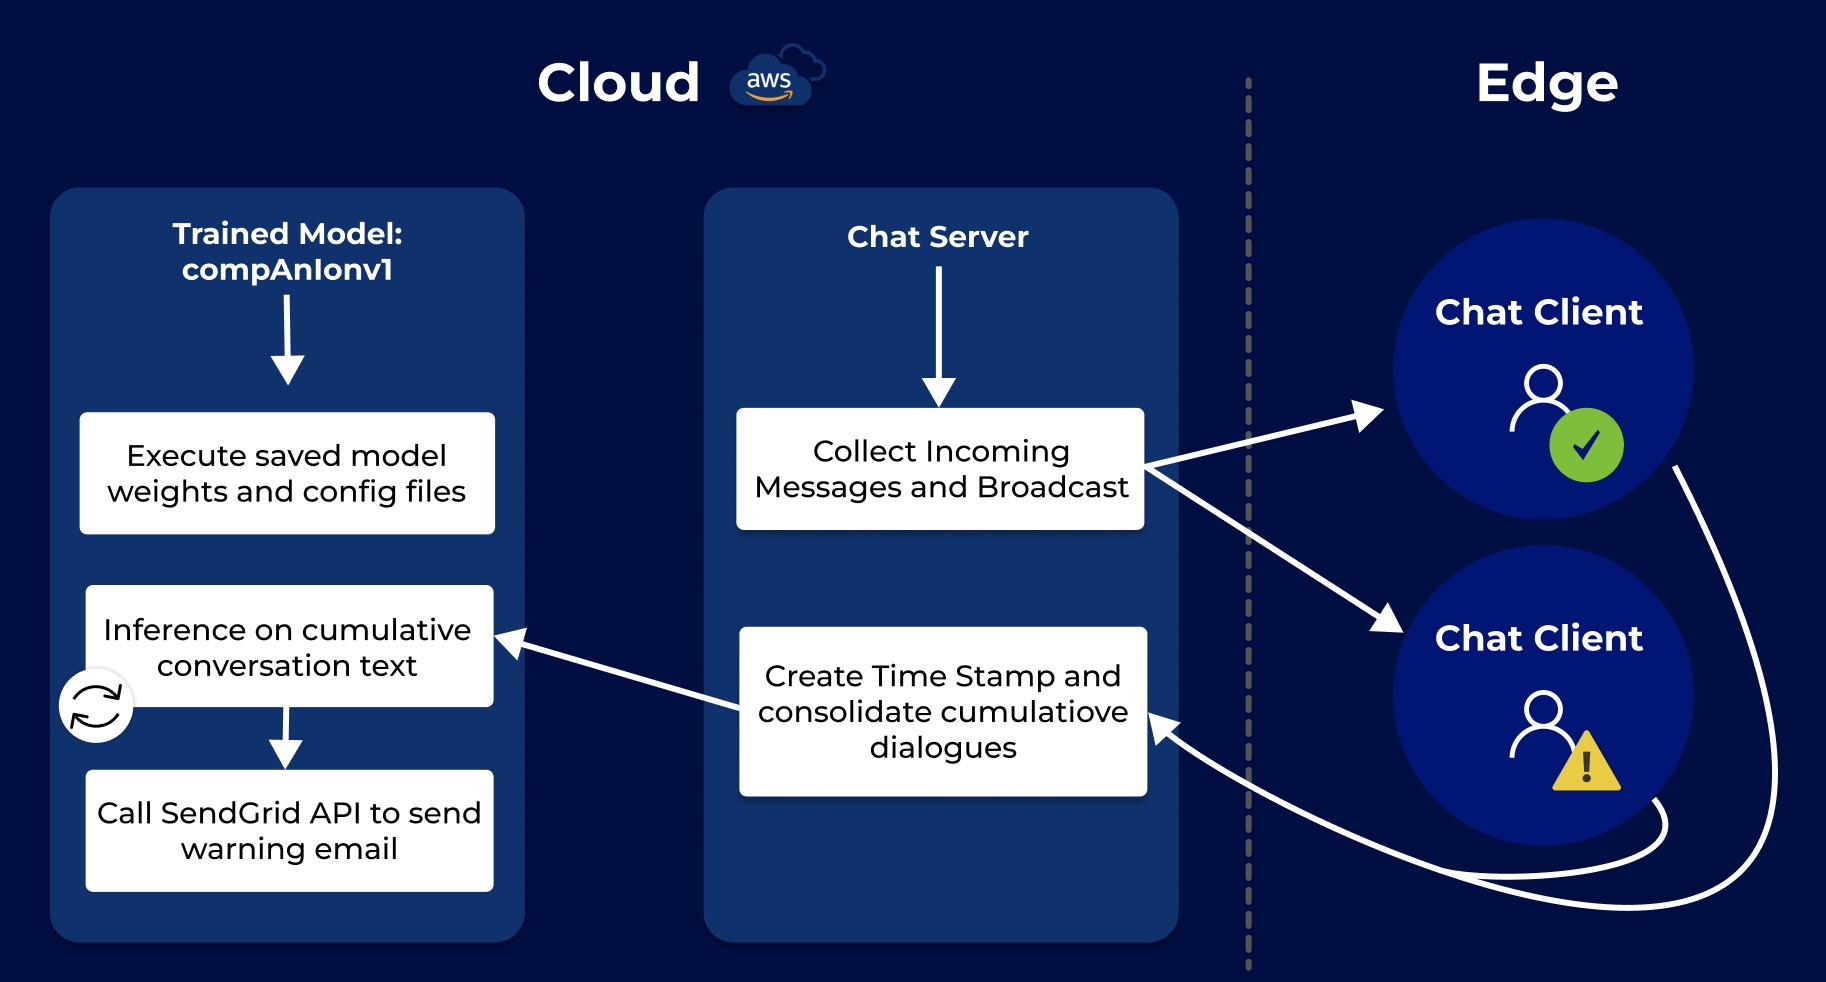 Cloud
aws
Edge
Trained Model:
compAnIonv1
Execute saved model
weights and config files
Inference on cumulative
conversation text
Call SendGrid API to send
warning email
Chat Server
Collect Incoming
Messages and Broadcast
Create Time Stamp and
consolidate cumulatiove
dialogues
Chat Client
Chat Client